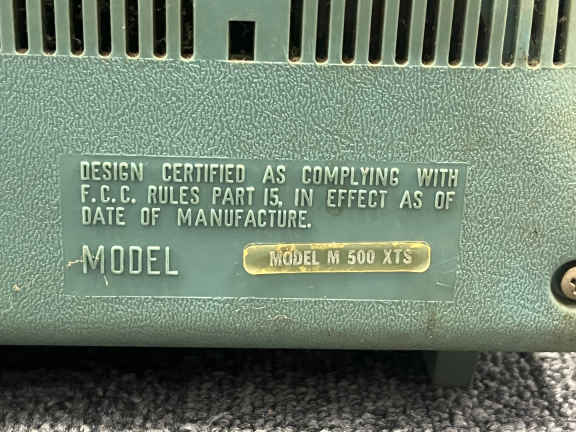 DESIGN CERTIFIED AS COMPLYING WITH
F.C.C. RULES PART 15, IN EFFECT AS OF
DATE OF MANUFACTURE.
MODEL MODEL M 500 XTS